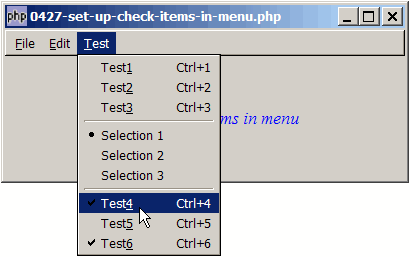 php 0427-set-up-check-items-in-menu.php
File Edit Test
Test1 Ctrl+1
Test2 Ctrl+2
Test3 Ctrl+3
in menu
Selection 1
Selection 2
Selection 3
Test4 Ctrl+4
Test5 Ctrl+5
Test6 Ctrl+6